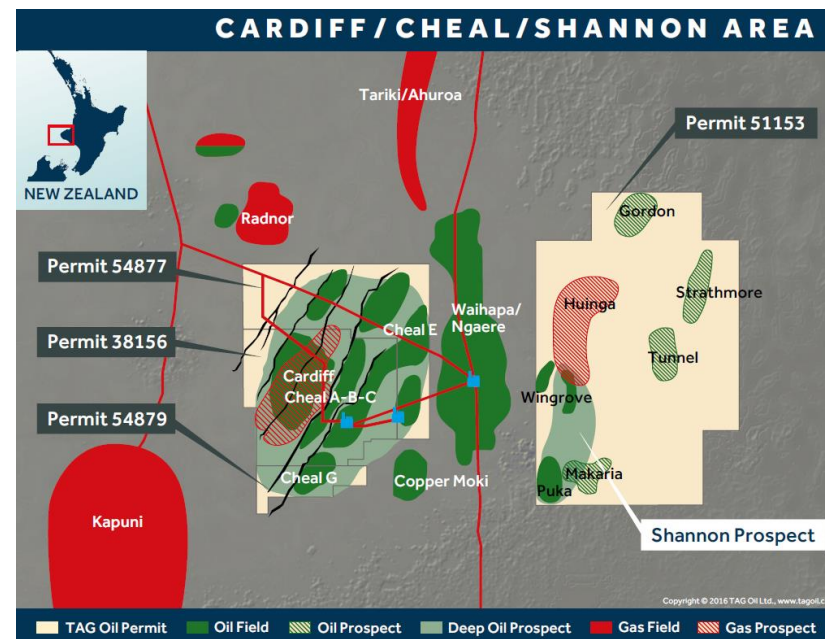 CARDIFF/CHEAL/SHANNON AREA
NEW ZEALAND
Tariki/Ahuroa
Permit 51153
Radnor
Gordon
Permit 54877
Huinga
Strathmore
Waihapa/
Ngaere
Cheal E
Permit 38156
Tunnel
Cardiff
Cheal A-B-C
Wingrove
Permit 54879
Cheal G
Copper Moki
Makaria
Puka
Kapuni
Shannon Prospect
Copyright © 2016 TAG Oil Ltd., www.tagoil.c
TAG Oil Permit
Oil Field
Oil Prospect
Deep Oil Prospect
Gas Field
Gas Prospect